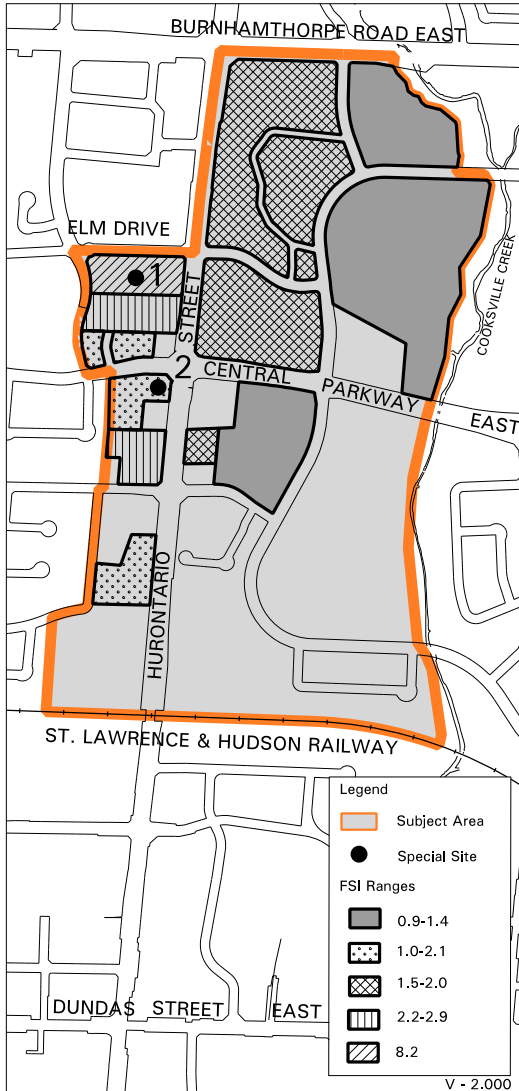 BURNHAMTHORPE ROAD EAST
ELM DRIVE
1
STREET
COOKSVILLE CREEK
2
CENTRAL PARKWAY EAST
HURONTARIO
ST. LAWRENCE & HUDSON RAILWAY
DUNDAS STREET EAST
Legend
Subject Area
Special Site
FSI Ranges
0.9-1.4
1.0-2.1
1.5-2.0
2.2-2.9
8.2
V - 2.000